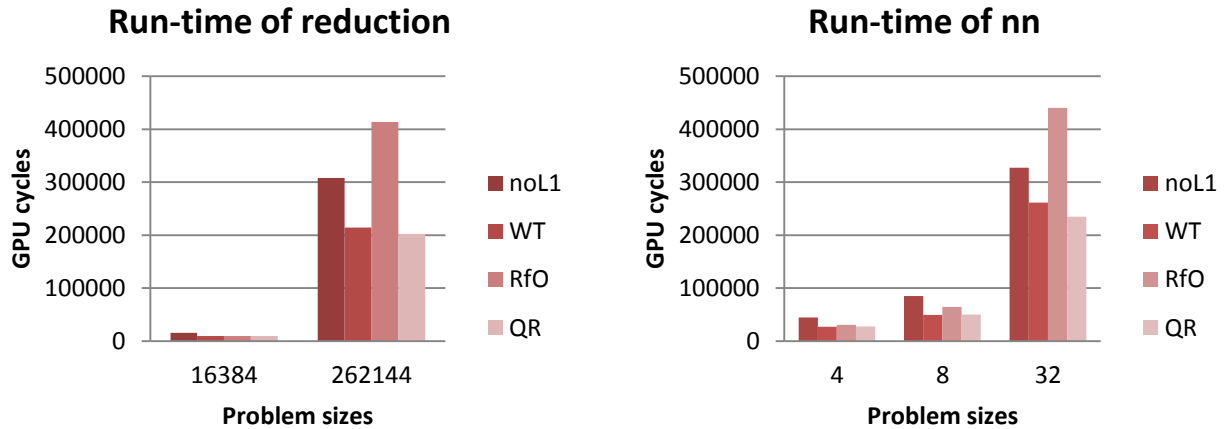 Run-time of reduction
500000
400000
300000
200000
100000
0
GPU cycles
16384 262144
Problem sizes
noL1
WT
RfO
QR
Run-time of nn
500000
400000
300000
200000
100000
0
GPU cycles
4 8 32
Problem sizes
noL1
WT
RfO
QR